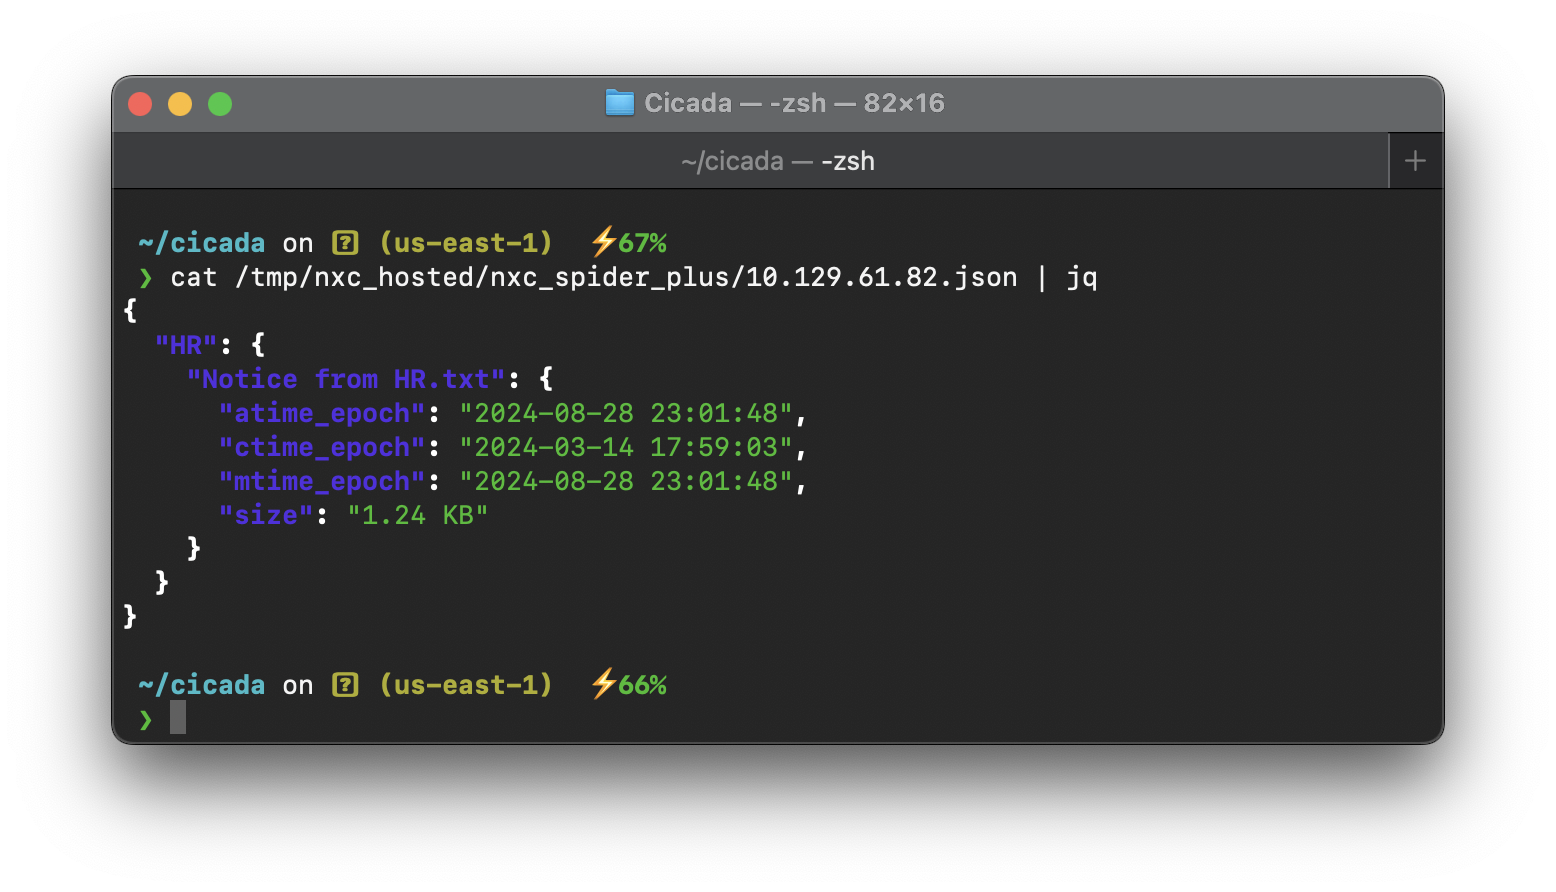 Cicada — -zsh — 82×16
~/cicada — -zsh
~/cicada on ? (us-east-1) ⚡67%
❯ cat /tmp/nxc_hosted/nxc_spider_plus/10.129.61.82.json | jq
{
  "HR": {
    "Notice from HR.txt": {
      "atime_epoch": "2024-08-28 23:01:48",
      "ctime_epoch": "2024-03-14 17:59:03",
      "mtime_epoch": "2024-08-28 23:01:48",
      "size": "1.24 KB"
    }
  }
}
~/cicada on ? (us-east-1) ⚡66%
❯